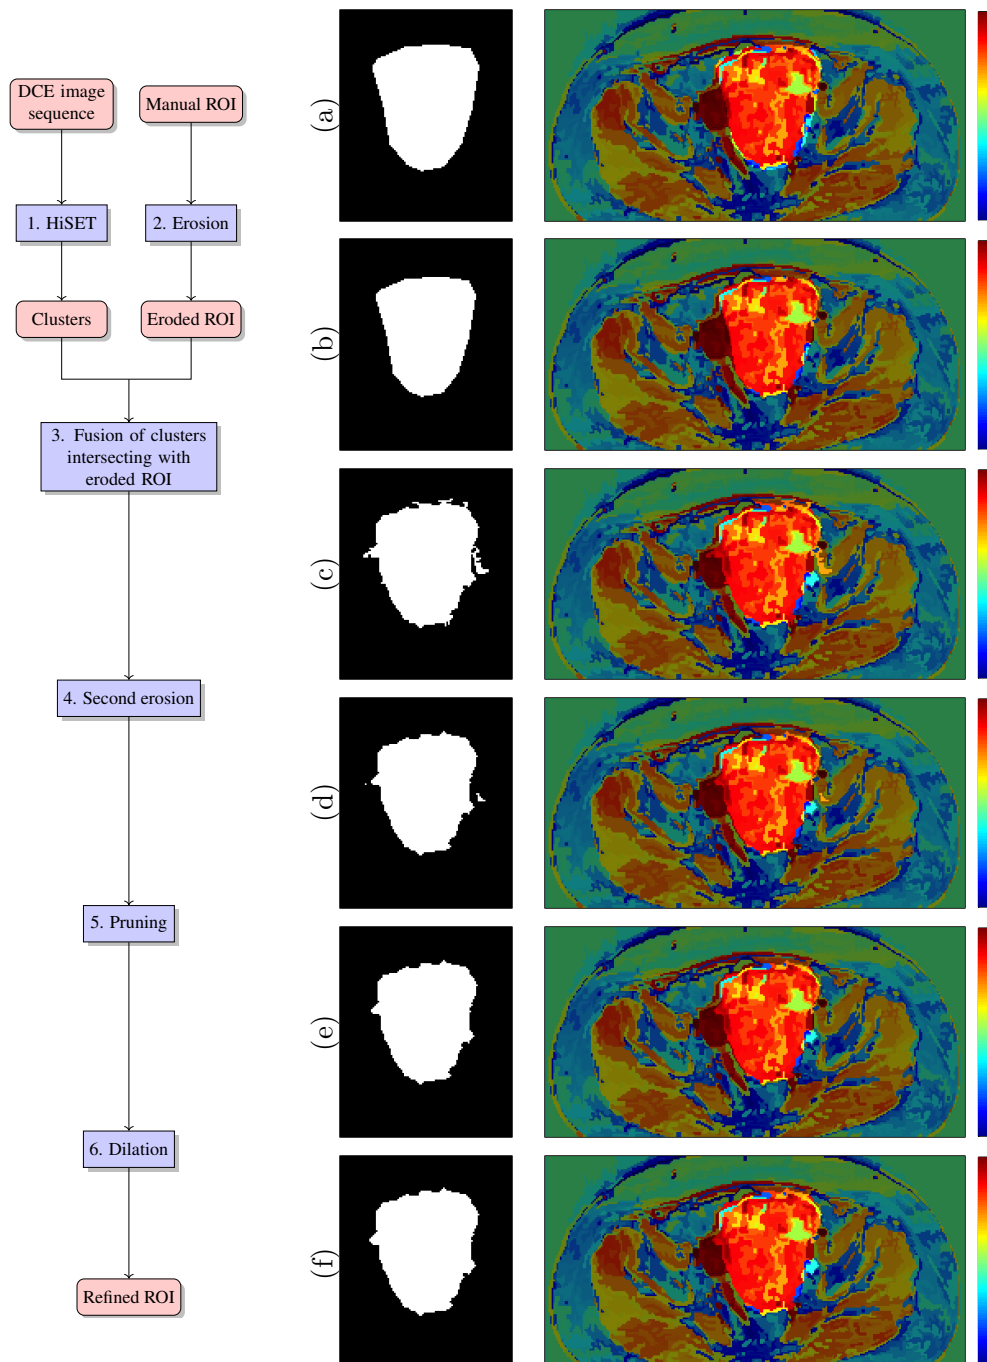 DCE image
sequence
Manual ROI
1. HiSET
2. Erosion
Clusters
Eroded ROI
3. Fusion of clusters
intersecting with
eroded ROI
4. Second erosion
5. Pruning
6. Dilation
Refined ROI
(a)
(b)
(c)
(d)
(e)
(f)